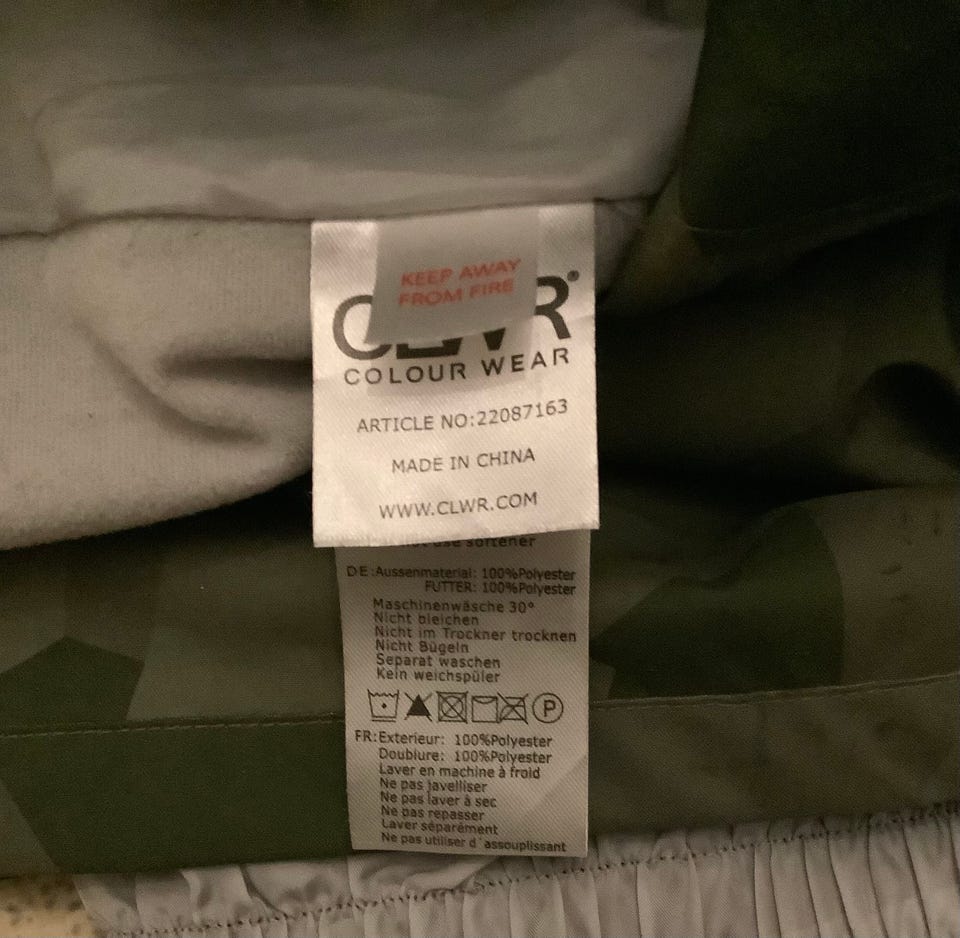 KEEP AWAY
FROM FIRE
CLWR®
COLOUR WEAR
ARTICLE NO:22087163
MADE IN CHINA
WWW.CLWR.COM
not use softener
DE:Aussenmaterial: 100%Polyester
FUTTER: 100%Polyester
Maschinenwäsche 30°
Nicht bleichen
Nicht im Trockner trocknen
Nicht Bügeln
Separat waschen
Kein weichspüler
P
FR:Exterieur: 100%Polyester
Doubiure: 100%Polyester
Laver en machine à froid
Ne pas javelliser
Ne pas laver à sec
Ne pas repasser
Laver séparément
Ne pas utiliser d´assouplissant